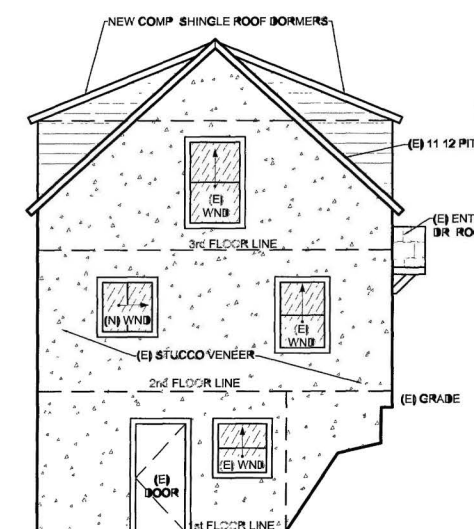 NEW COMP SHINGLE ROOF DORMERS
(E) 11 12 PIT
(E)
WND
(E) ENT
DR ROO
3rd FLOOR LINE
(N) WND
(E)
WND
(E) STUCCO VENEER
2nd FLOOR LINE
(E) GRADE
(E)
DOOR
(E) WND
1st FLOOR LINE